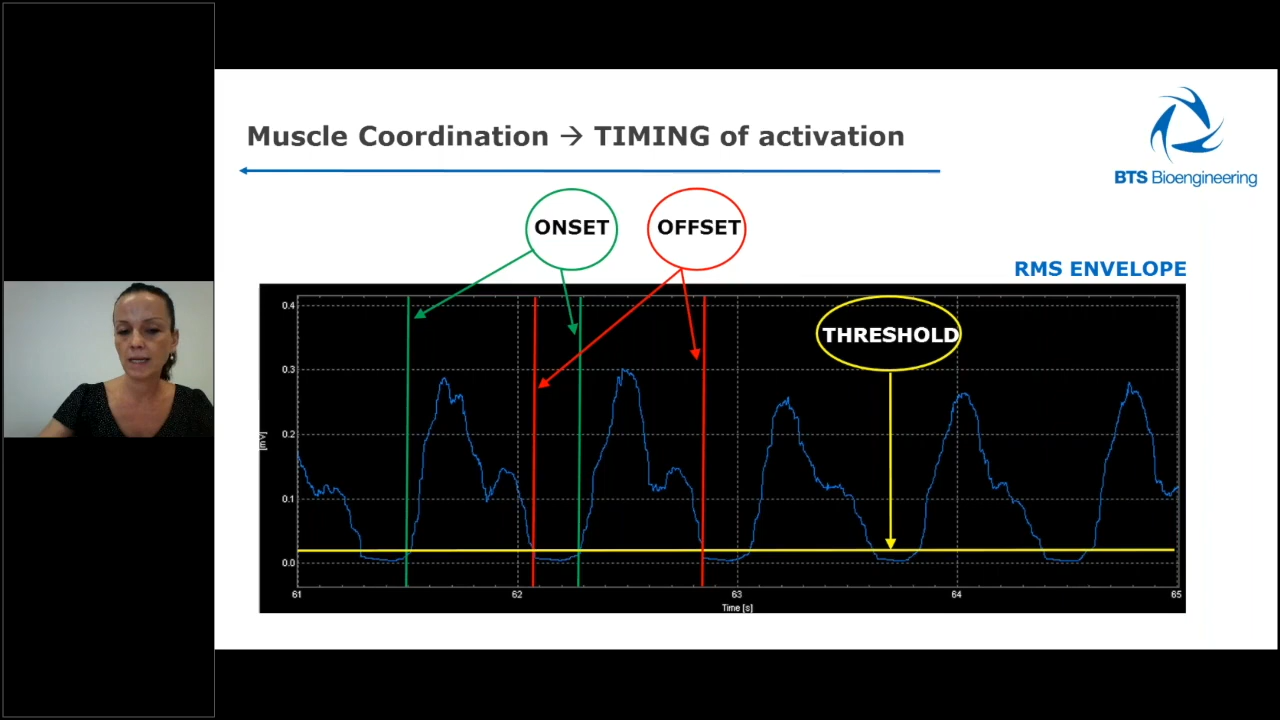 Muscle Coordination → TIMING of activation
BTS Bioengineering
ONSET
OFFSET
RMS ENVELOPE
THRESHOLD
0.4
0.3
0.2
0.1
0.0
[mV]
61
62
63
64
65
Time [s]